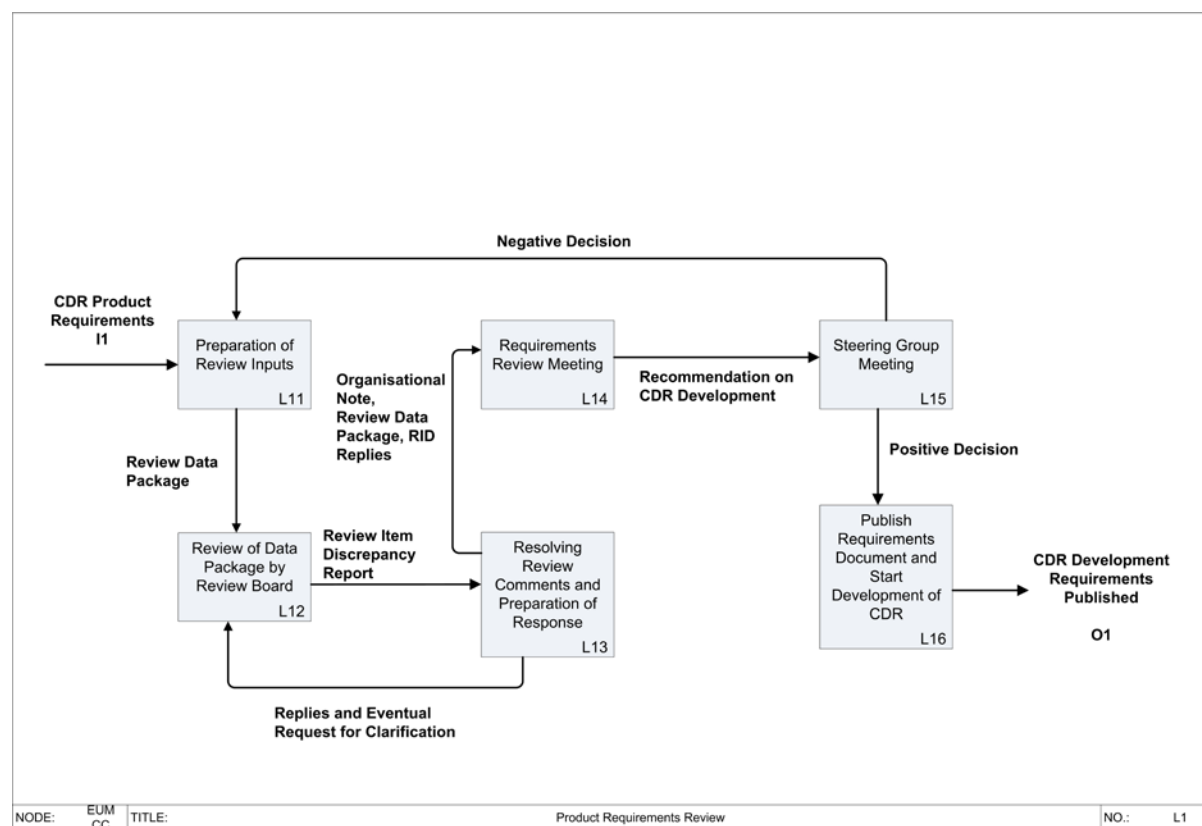 Negative Decision
CDR Product
Requirements
I1
Preparation of
Review Inputs
L11
Organisational
Note,
Review Data
Package, RID
Replies
Requirements
Review Meeting
L14
Recommendation on
CDR Development
Steering Group
Meeting
L15
Review Data
Package
Positive Decision
Review of Data
Package by
Review Board
L12
Review Item
Discrepancy
Report
Resolving
Review
Comments and
Preparation of
Response
L13
Publish
Requirements
Document and
Start
Development of
CDR
L16
CDR Development
Requirements
Published
O1
Replies and Eventual
Request for Clarification
NODE:
EUM
CC
TITLE:
Product Requirements Review
NO.:
L1